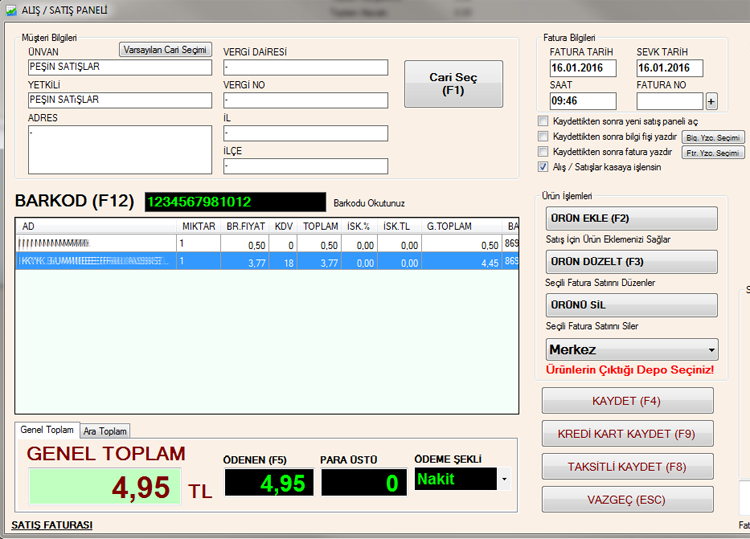 ALIŞ / SATIŞ PANELİ
Müşteri Bilgileri
ÜNVAN
Varsayılan Cari Seçimi
PEŞİN SATIŞLAR
YETKİLİ
PEŞİN SATIŞLAR
ADRES
-
VERGİ DAİRESİ
-
VERGİ NO
-
İL
-
İLÇE
-
Cari Seç
(F1)
Fatura Bilgileri
FATURA TARİH
SEVK TARİH
16.01.2016
16.01.2016
SAAT
FATURA NO
09:46
+
Kaydettikten sonra yeni satış paneli aç
Kaydettikten sonra bilgi fişi yazdır
Blg. Yzc. Seçimi
Kaydettikten sonra fatura yazdır
Ftr. Yzc. Seçimi
Alış / Satışlar kasaya işlensin
BARKOD (F12)
1234567981012
Barkodu Okutunuz
AD MIKTAR BR.FIYAT KDV TOPLAM İSK.% İSK.TL G.TOPLAM BA
1 0,50 0 0,50 0,00 0,00 0,50 869
1 3,77 18 3,77 0,00 0,00 4,45 869
Ürün İşlemleri
ÜRÜN EKLE (F2)
Satış İçin Ürün Eklemenizi Sağlar
ÜRÜN DÜZELT (F3)
Seçili Fatura Satırını Düzenler
ÜRÜNÜ SİL
Seçili Fatura Satırını Siler
Merkez
Ürünlerin Çıktığı Depo Seçiniz!
KAYDET (F4)
KREDİ KART KAYDET (F9)
TAKSİTLİ KAYDET (F8)
VAZGEÇ (ESC)
Genel Toplam
Ara Toplam
GENEL TOPLAM
4,95 TL
ÖDENEN (F5)
4,95
PARA ÜSTÜ
0
ÖDEME ŞEKLİ
Nakit
SATIŞ FATURASI
Fat